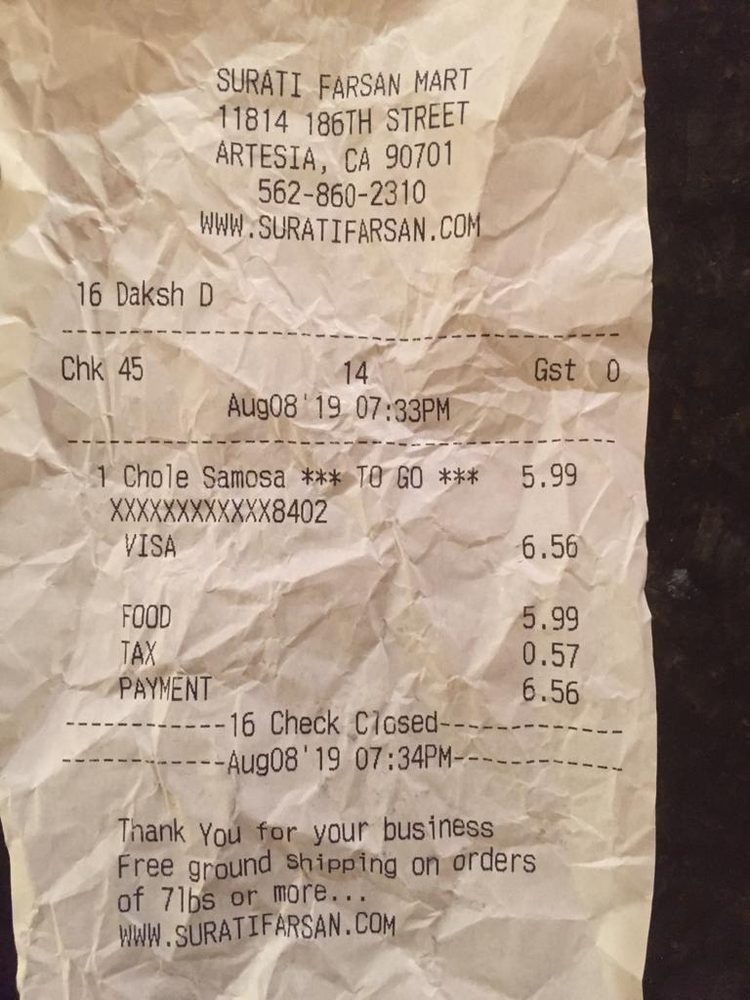 SURATI FARSAN MART
11814 186TH STREET
ARTESIA, CA 90701
562-860-2310
WWW.SURATIFARSAN.COM
16 Daksh D
Chk 45 14 Gst 0
Aug08'19 07:33PM
1 Chole Samosa *** TO GO *** 5.99
XXXXXXXXXXXX8402
VISA 6.56
FOOD 5.99
TAX 0.57
PAYMENT 6.56
------------16 Check Closed--------------
------------Aug08'19 07:34PM-------------
Thank You for your business
Free ground shipping on orders
of 7lbs or more...
WWW.SURATIFARSAN.COM